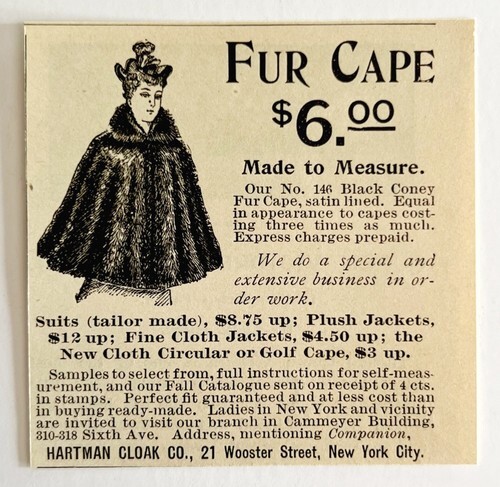 FUR CAPE
$6.00
Made to Measure.
Our No. 146 Black Coney
Fur Cape, satin lined. Equal
in appearance to capes cost-
ing three times as much.
Express charges prepaid.
We do a special and
extensive business in or-
der work.
Suits (tailor made), $8.75 up; Plush Jackets,
$12 up; Fine Cloth Jackets, $4.50 up; the
New Cloth Circular or Golf Cape, $3 up.
Samples to select from, full instructions for self-meas-
urement, and our Fall Catalogue sent on receipt of 4 cts.
in stamps. Perfect fit guaranteed and at less cost than
in buying ready-made. Ladies in New York and vicinity
are invited to visit our branch in Cammeyer Building,
310-318 Sixth Ave. Address, mentioning Companion,
HARTMAN CLOAK CO., 21 Wooster Street, New York City.